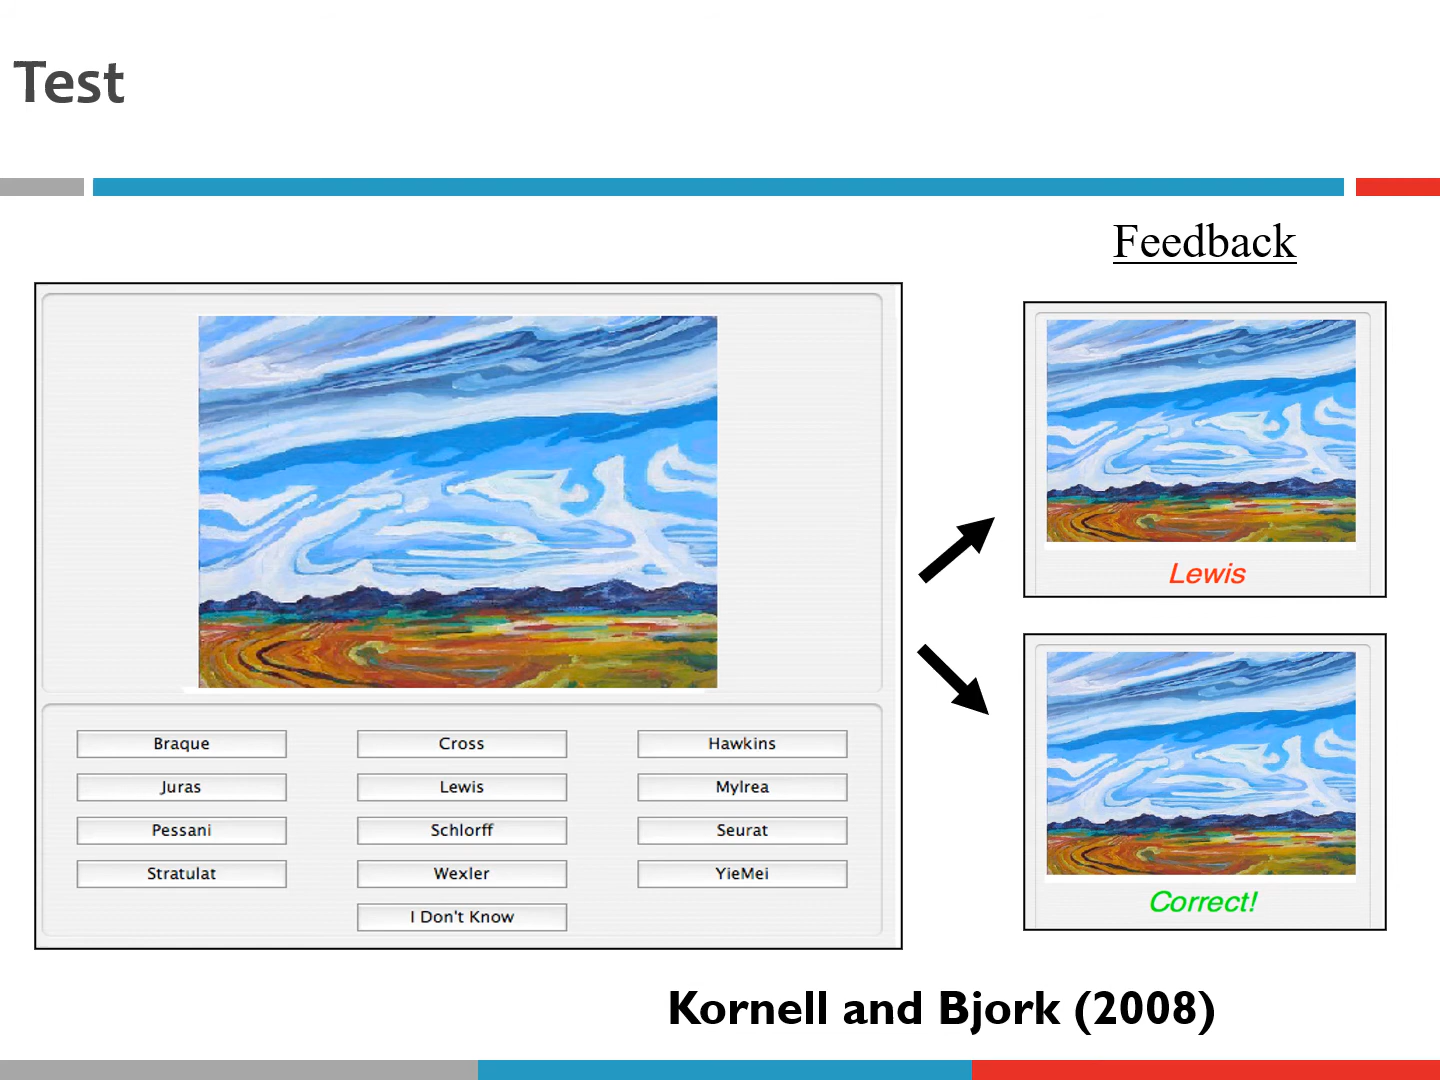 Test
Feedback
Braque Cross Hawkins
Juras Lewis Mylrea
Pessani Schlorff Seurat
Stratulat Wexler YieMei
I Don't Know
Lewis
Correct!
Kornell and Bjork (2008)